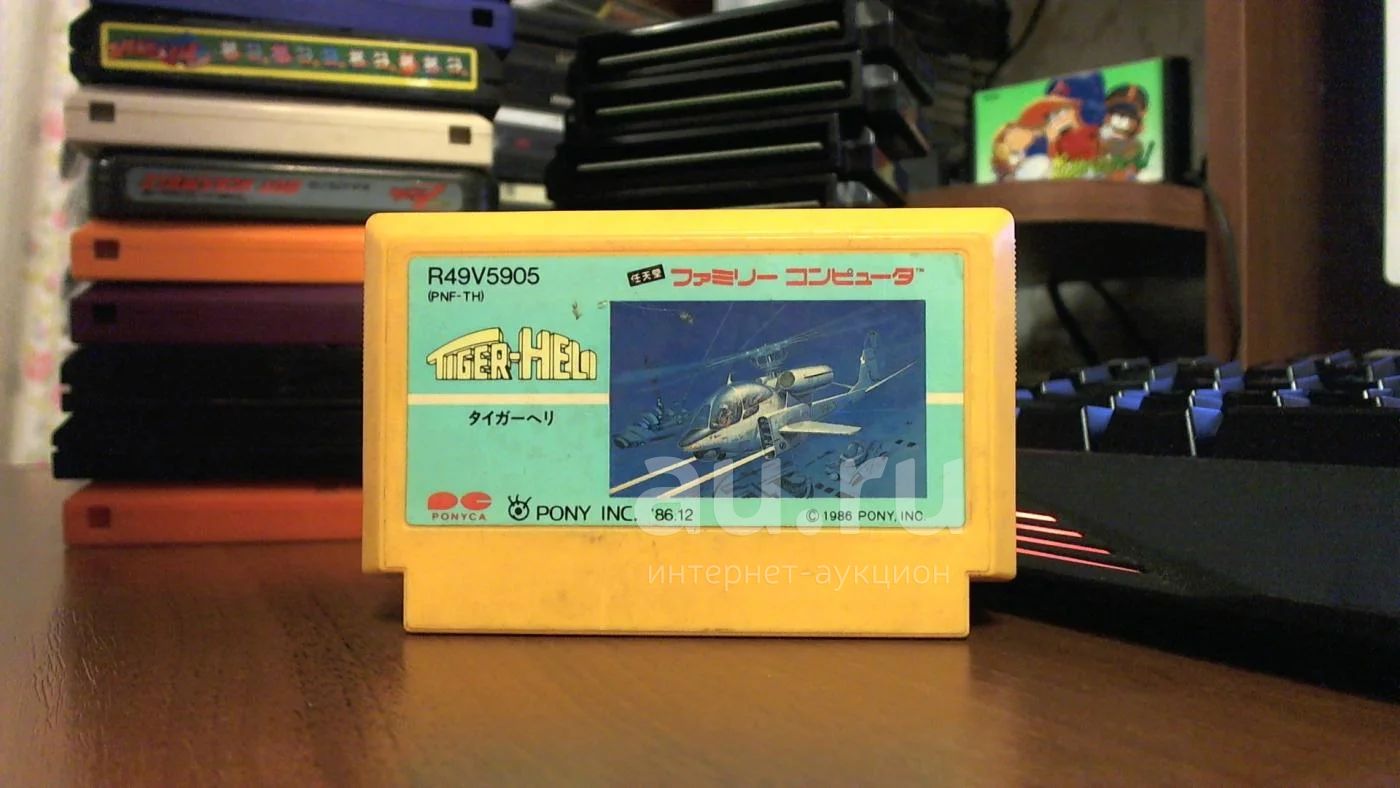 R49V5905
(PNF-TH)
任天堂 ファミリー コンピュータ™
TIGER-HELI
タイガーヘリ
PONYCA
PONY INC. '86.12
© 1986 PONY, INC.
au.ru
интернет-аукцион